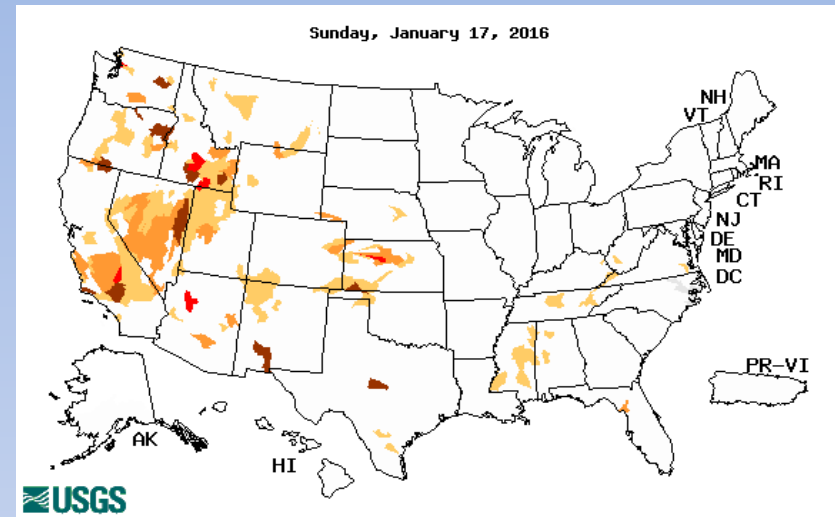 Sunday, January 17, 2016
NH
VT
MA
RI
CT
NJ
DE
MD
DC
PR-VI
AK
HI
USGS